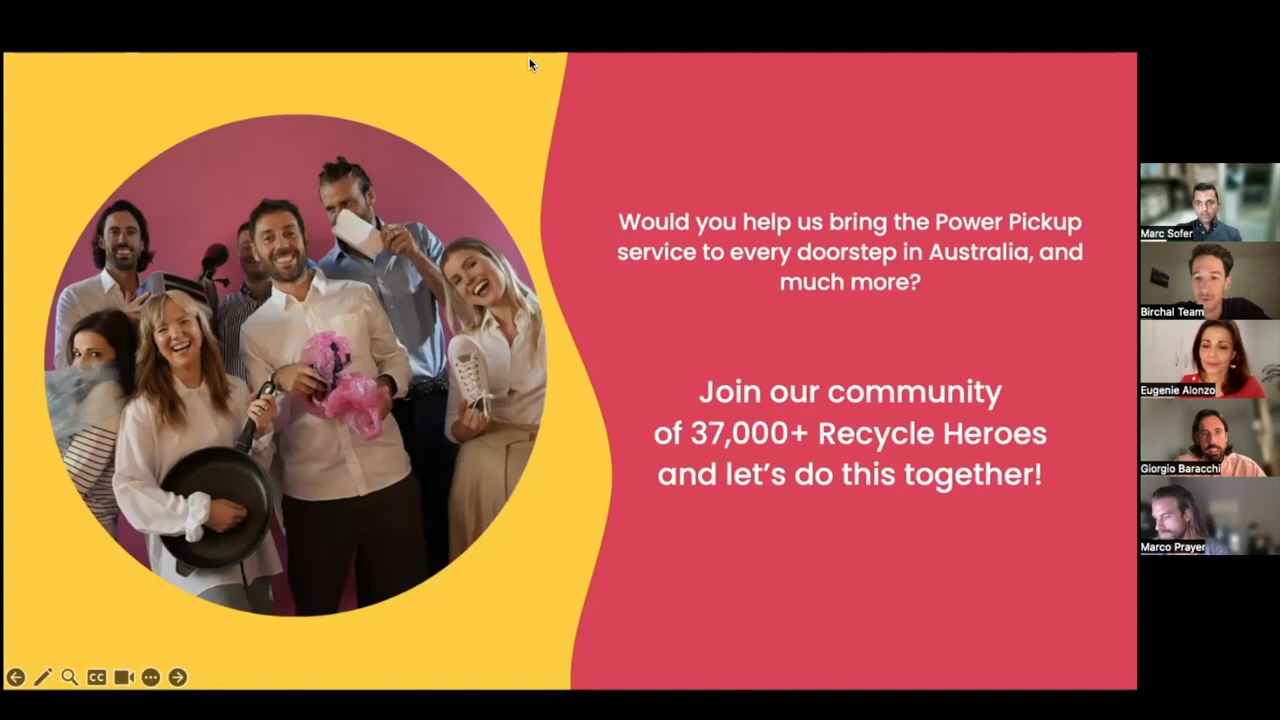 Would you help us bring the Power Pickup
service to every doorstep in Australia, and
much more?
Join our community
of 37,000+ Recycle Heroes
and let’s do this together!
Marc Sofer
Birchal Team
Eugenie Alonzo
Giorgio Baracchi
Marco Prayer
CC